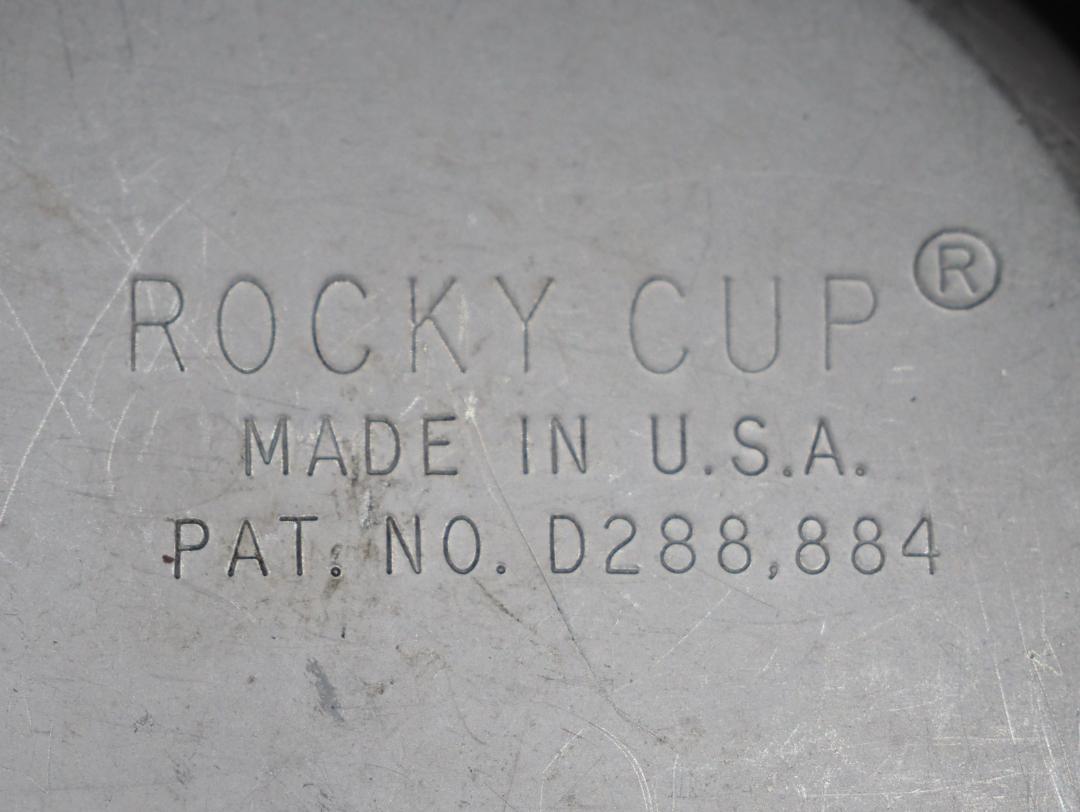 ROCKY CUP®
MADE IN U.S.A.
PAT. NO. D288,884